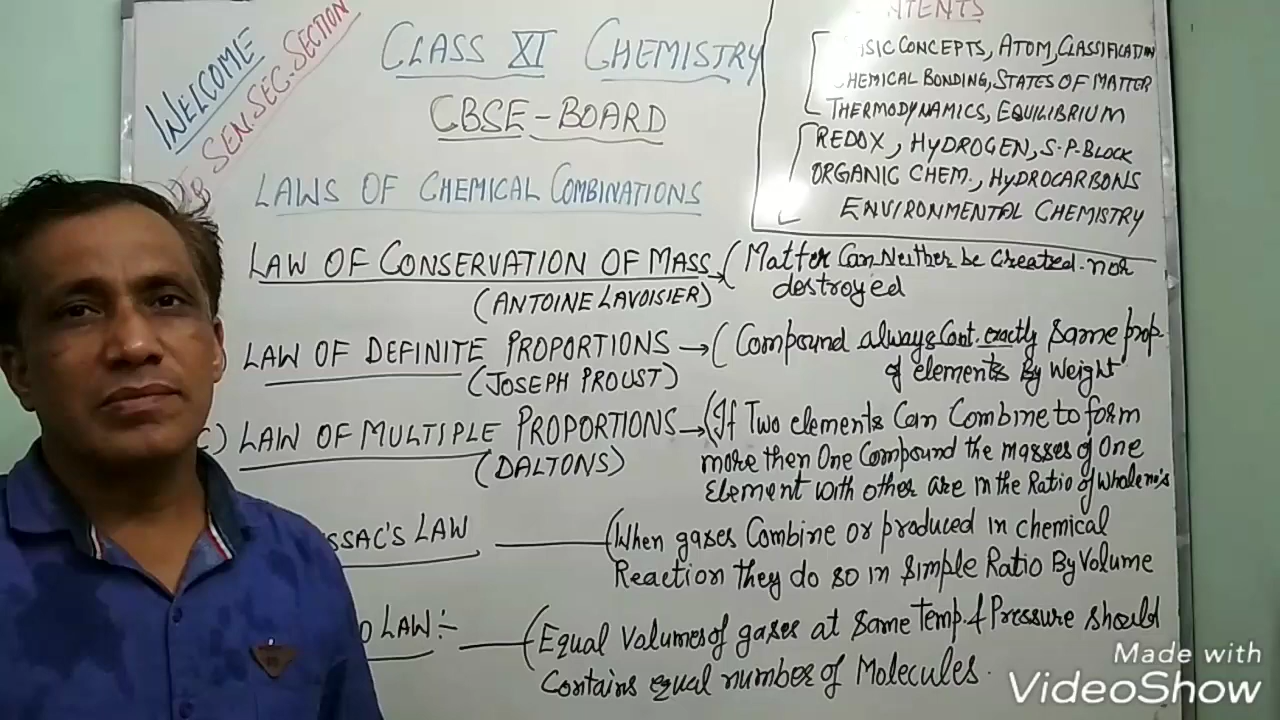 WELCOME
SEN. SEC. SECTION
CLASS XI CHEMISTRY
CBSE-BOARD
LAWS OF CHEMICAL COMBINATIONS
CONCEPTS, ATOM, CLASSIFICATION
CHEMICAL BONDING, STATES OF MATTER
THERMODYNAMICS, EQUILIBRIUM
REDOX, HYDROGEN, S-P-BLOCK
ORGANIC CHEM., HYDROCARBONS
ENVIRONMENTAL CHEMISTRY
LAW OF CONSERVATION OF MASS → (Matter Can Neither be Created nor
destroyed
(ANTOINE LAVOISIER)
LAW OF DEFINITE PROPORTIONS → (Compound always Cont. exactly Same prop.
of elements By Weight
(JOSEPH PROUST)
C) LAW OF MULTIPLE PROPORTIONS → (If Two elements Can Combine to form
more then One Compound the masses of One
Element with other are in the Ratio of Whole no's
(DALTONS)
SSAC'S LAW — (When gases Combine or produced in chemical
Reaction they do so in Simple Ratio By Volume
O LAW:- — (Equal Volumes of gases at Same Temp. & Pressure should
Contains equal number of Molecules.
Made with
VideoShow